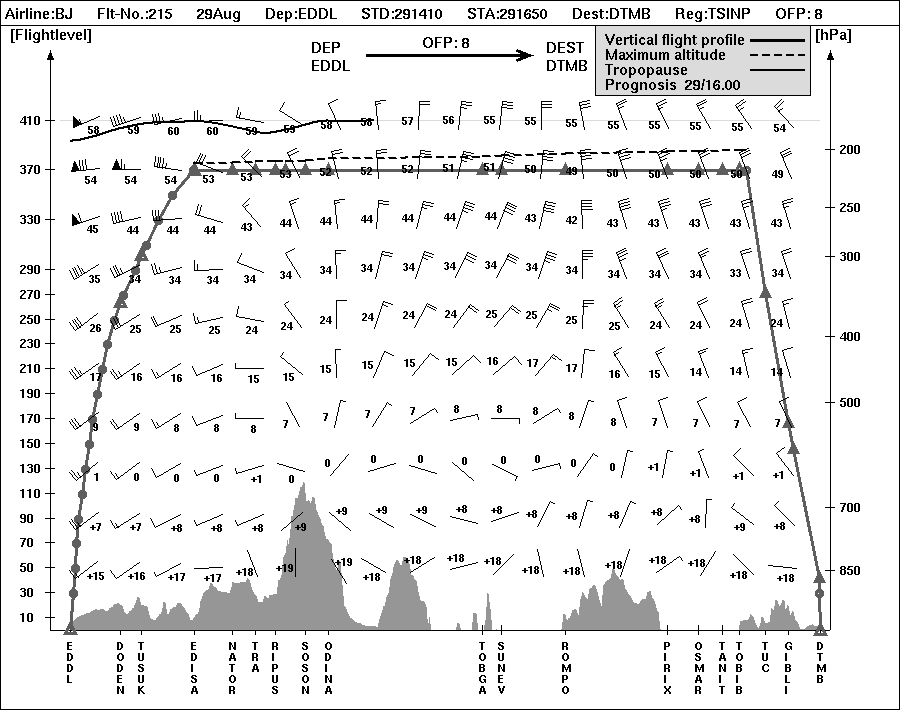 Airline:BJ Flt-No.:215 29Aug Dep:EDDL STD:291410 STA:291650 Dest:DTMB Reg:TSINP OFP: 8
[Flightlevel] [hPa]
DEP OFP: 8 DEST
EDDL DTMB
Vertical flight profile
Maximum altitude
Tropopause
Prognosis 29/16.00
410 58 59 60 60 59 59 58 58 57 56 55 55 55 55 55 55 55 54
200
370 54 54 54 53 53 53 52 52 52 51 51 50 49 50 50 50 50 49
250
330 45 44 44 44 43 44 44 44 44 44 44 43 42 43 43 43 43 43
300
290 35 34 34 34 34 34 34 34 34 34 34 34 34 34 34 34 33 34
270
250 26 25 25 25 24 24 24 24 24 24 25 25 25 25 24 24 24 24
230 400
210 17 16 16 16 15 15 15 15 15 15 16 17 17 16 15 14 14 14
190 500
170 9 9 8 8 8 7 7 7 7 8 8 8 8 8 7 7 7 7
150
130 1 0 0 0 +1 0 0 0 0 0 0 0 0 0 +1 +1 +1 +1
110 700
90 +7 +7 +8 +8 +8 +9 +9 +9 +9 +8 +8 +8 +8 +8 +8 +8 +9 +8
70
50 +15 +16 +17 +17 +18 +19 +19 +18 +18 +18 +18 +18 +18 +18 +18 +18 +18 +18
850
30
10
EDDL
DODEN
TUSUK
EDISA
NATOR
TRA
RIPUS
SOSON
ODINA
TOBGA
SUNEV
ROMPO
PIRIX
OSMAR
TANIT
TOBIB
TUC
GIBLI
DTMB